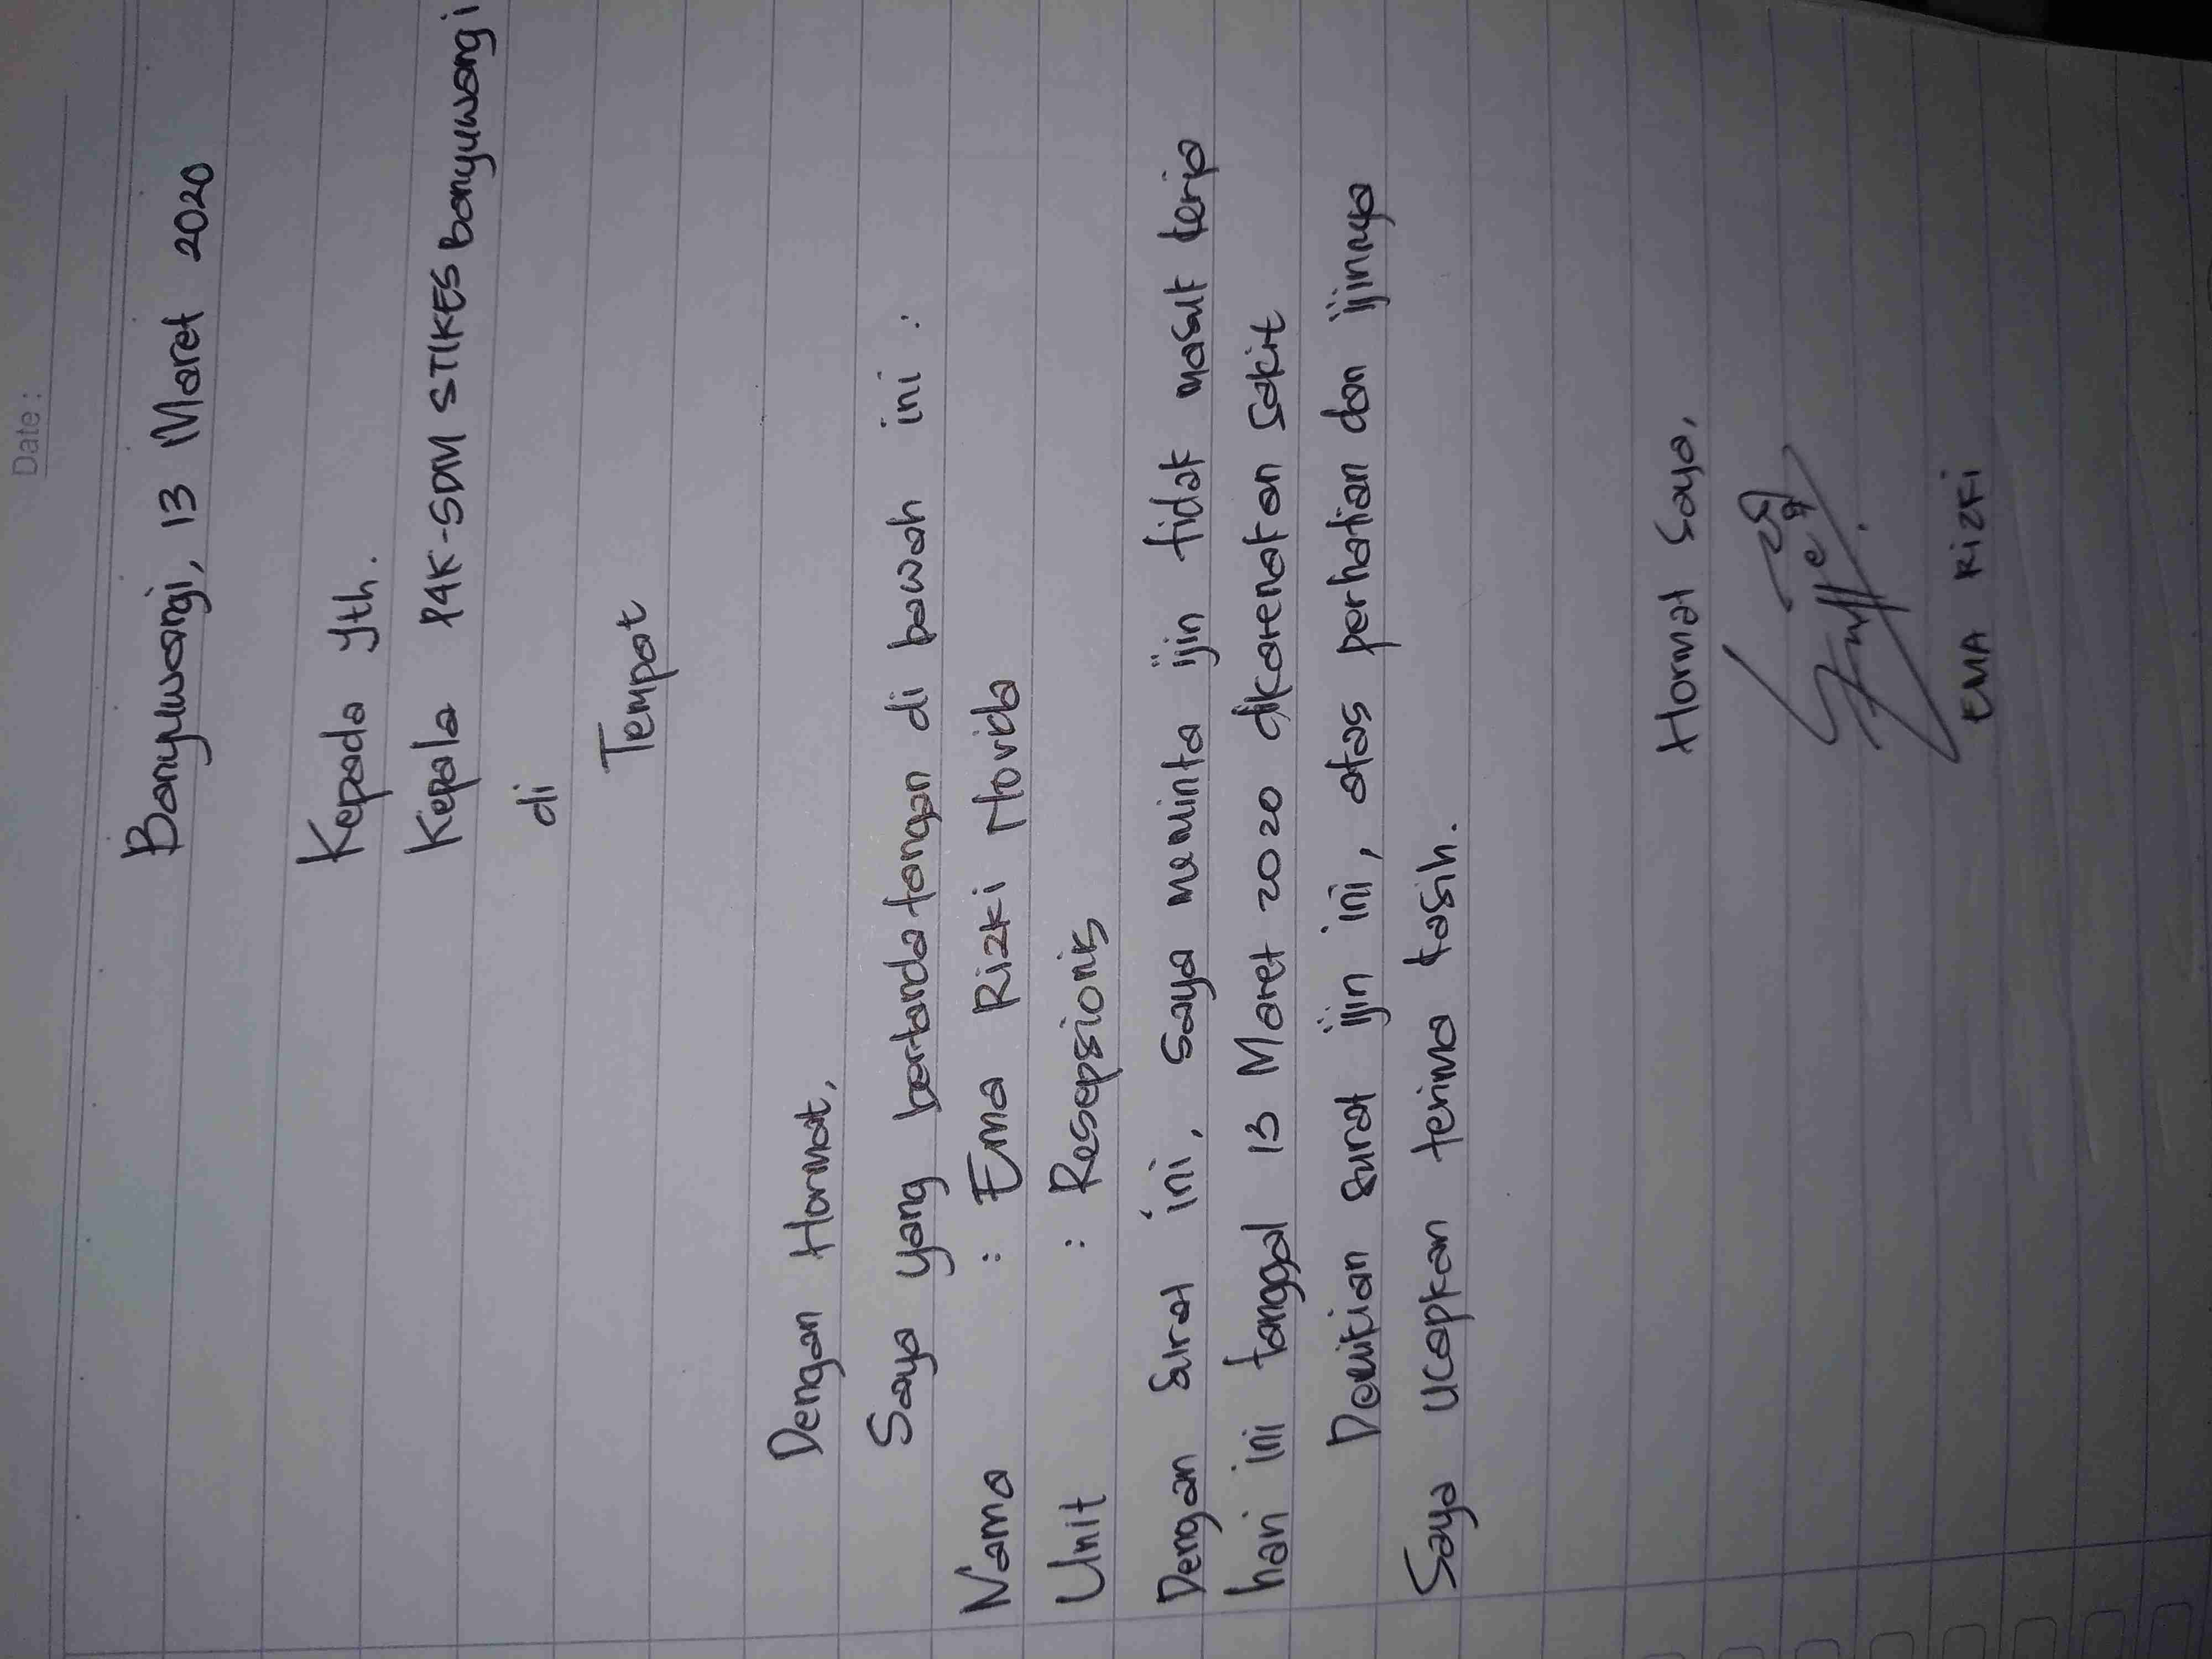 Date :
Banyuwangi, 13 Maret 2020
Kepada Yth.
Kepala P4K-SDM STIKES Banyuwangi
di
Tempat
Dengan Hormat,
Saya yang bertanda tangan di bawah ini :
Nama : Ema Rizki Novida
Unit : Resepsionis
Dengan surat ini, saya meminta ijin tidak masuk kerja
hari ini tanggal 13 Maret 2020 dikarenakan sakit
Demikian surat ijin ini, atas perhatian dan ijinnya
Saya ucapkan terima kasih.
Hormat Saya,
EMA RIZKI